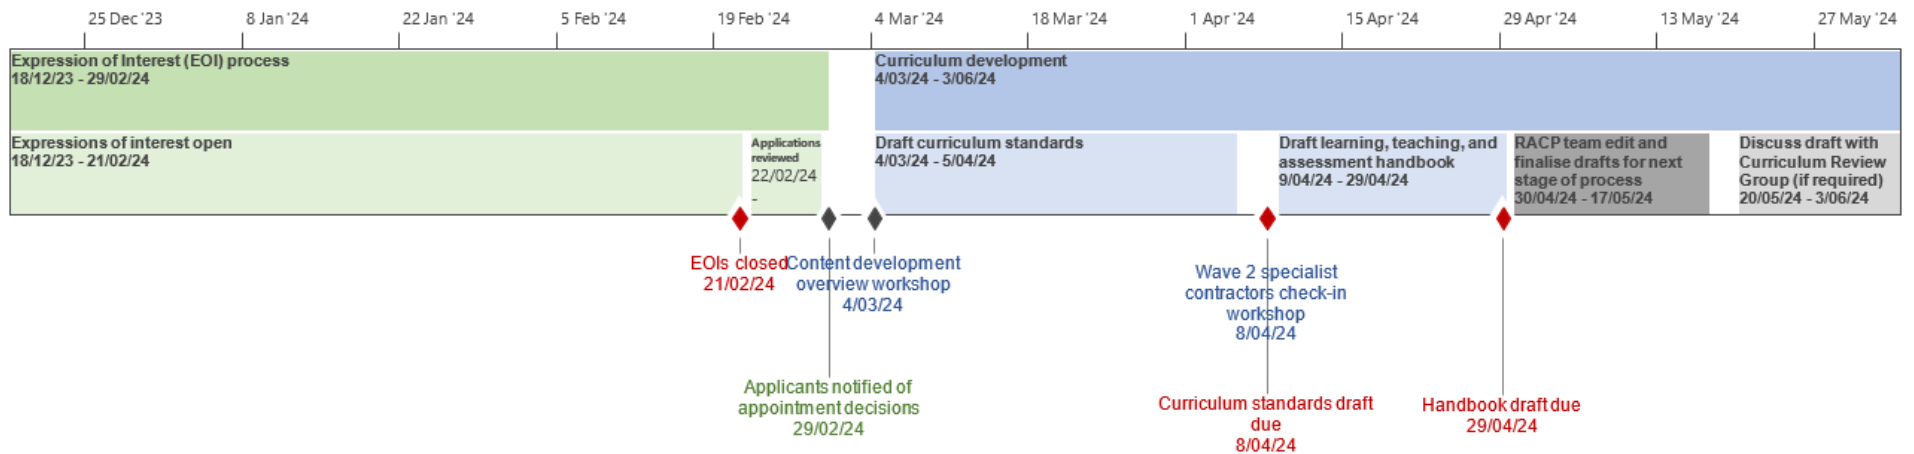 25 Dec '23
8 Jan '24
22 Jan '24
5 Feb '24
19 Feb '24
4 Mar '24
18 Mar '24
1 Apr '24
15 Apr '24
29 Apr '24
13 May '24
27 May '24
Expression of Interest (EOI) process
18/12/23 - 29/02/24
Curriculum development
4/03/24 - 3/06/24
Expressions of interest open
18/12/23 - 21/02/24
Applications
reviewed
22/02/24
-
Draft curriculum standards
4/03/24 - 5/04/24
Draft learning, teaching, and
assessment handbook
9/04/24 - 29/04/24
RACP team edit and
finalise drafts for next
stage of process
30/04/24 - 17/05/24
Discuss draft with
Curriculum Review
Group (if required)
20/05/24 - 3/06/24
EOIs closed
21/02/24
Content development
overview workshop
4/03/24
Wave 2 specialist
contractors check-in
workshop
8/04/24
Applicants notified of
appointment decisions
29/02/24
Curriculum standards draft
due
8/04/24
Handbook draft due
29/04/24